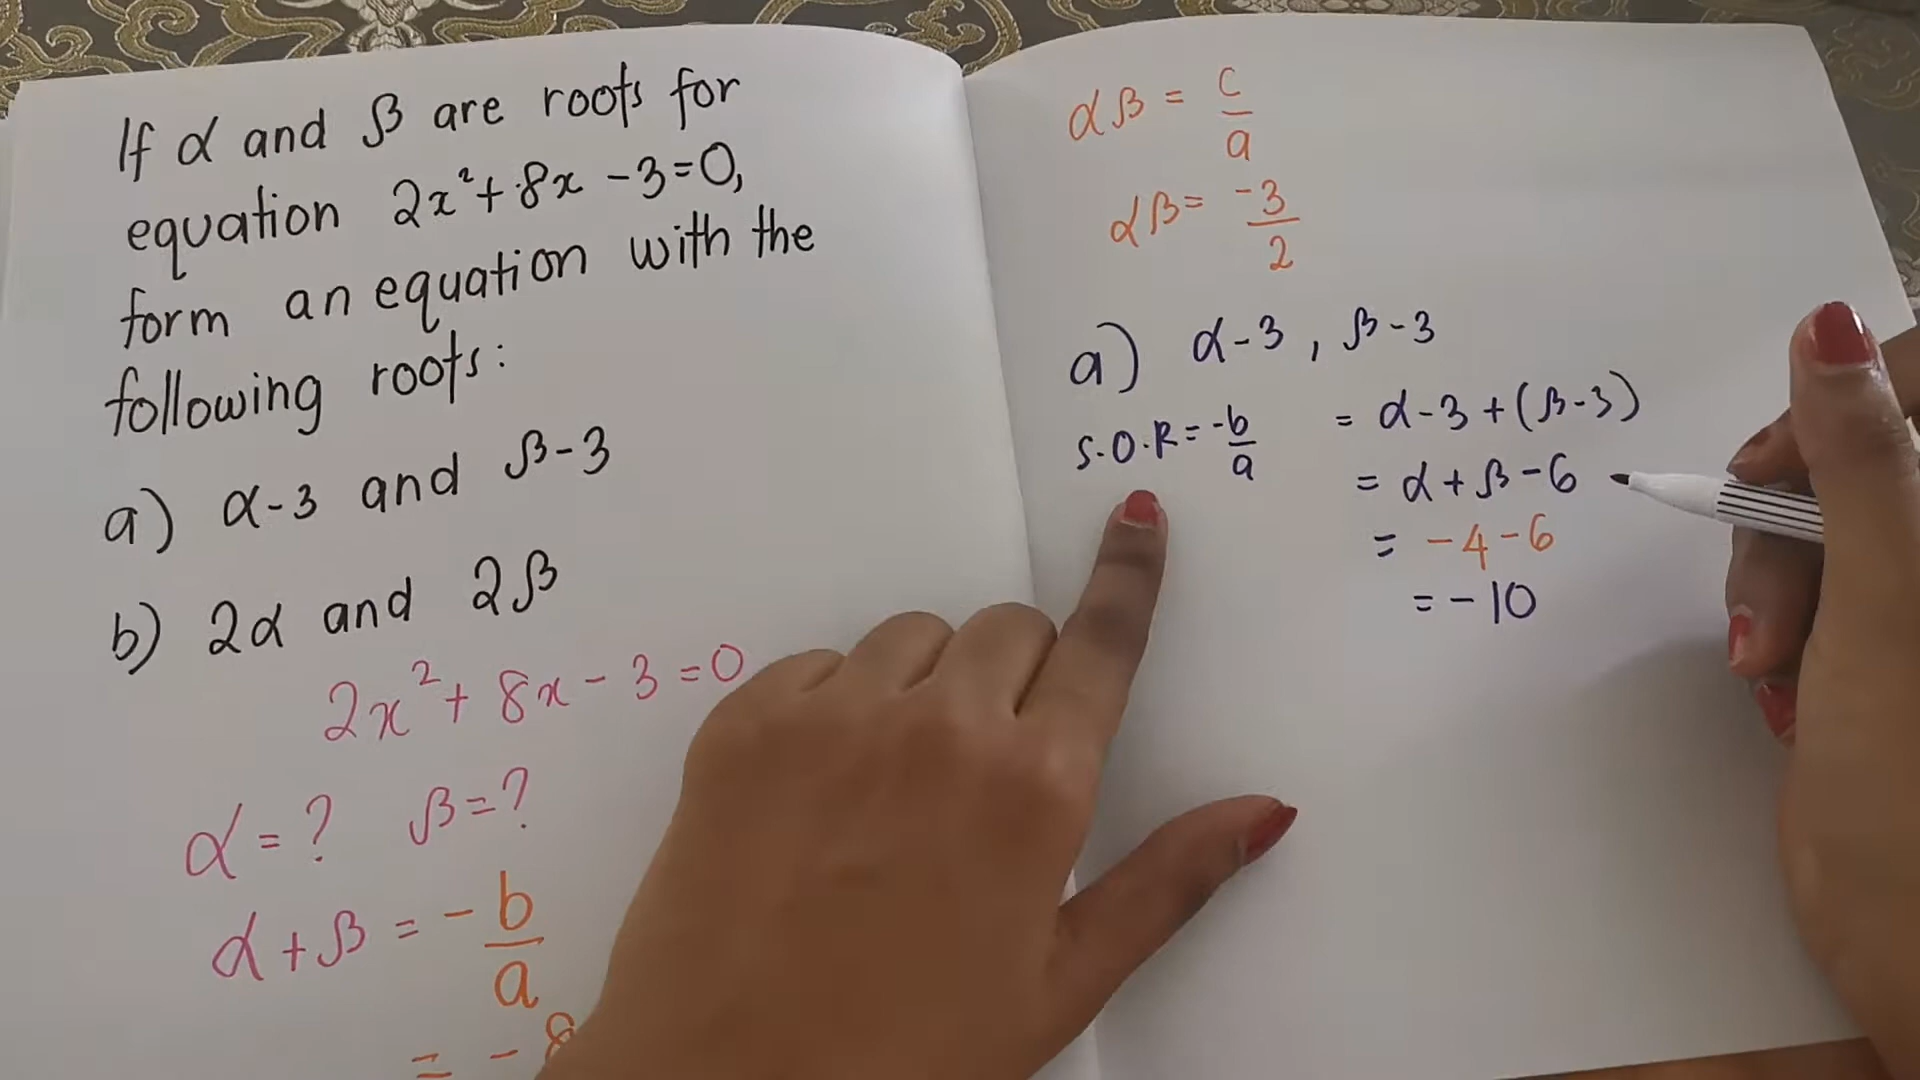 If α and β are roots for
equation 2x²+8x -3=0,
form an equation with the
following roots:
a) α-3 and β-3
b) 2α and 2β
2x²+ 8x - 3 =0
α = ? β=?
α + β = - b/a
= - 8
αβ = c/a
αβ = -3/2
a) α-3 , β-3
S.O.R = -b/a = α-3+(β-3)
= α+β-6
= -4-6
= -10